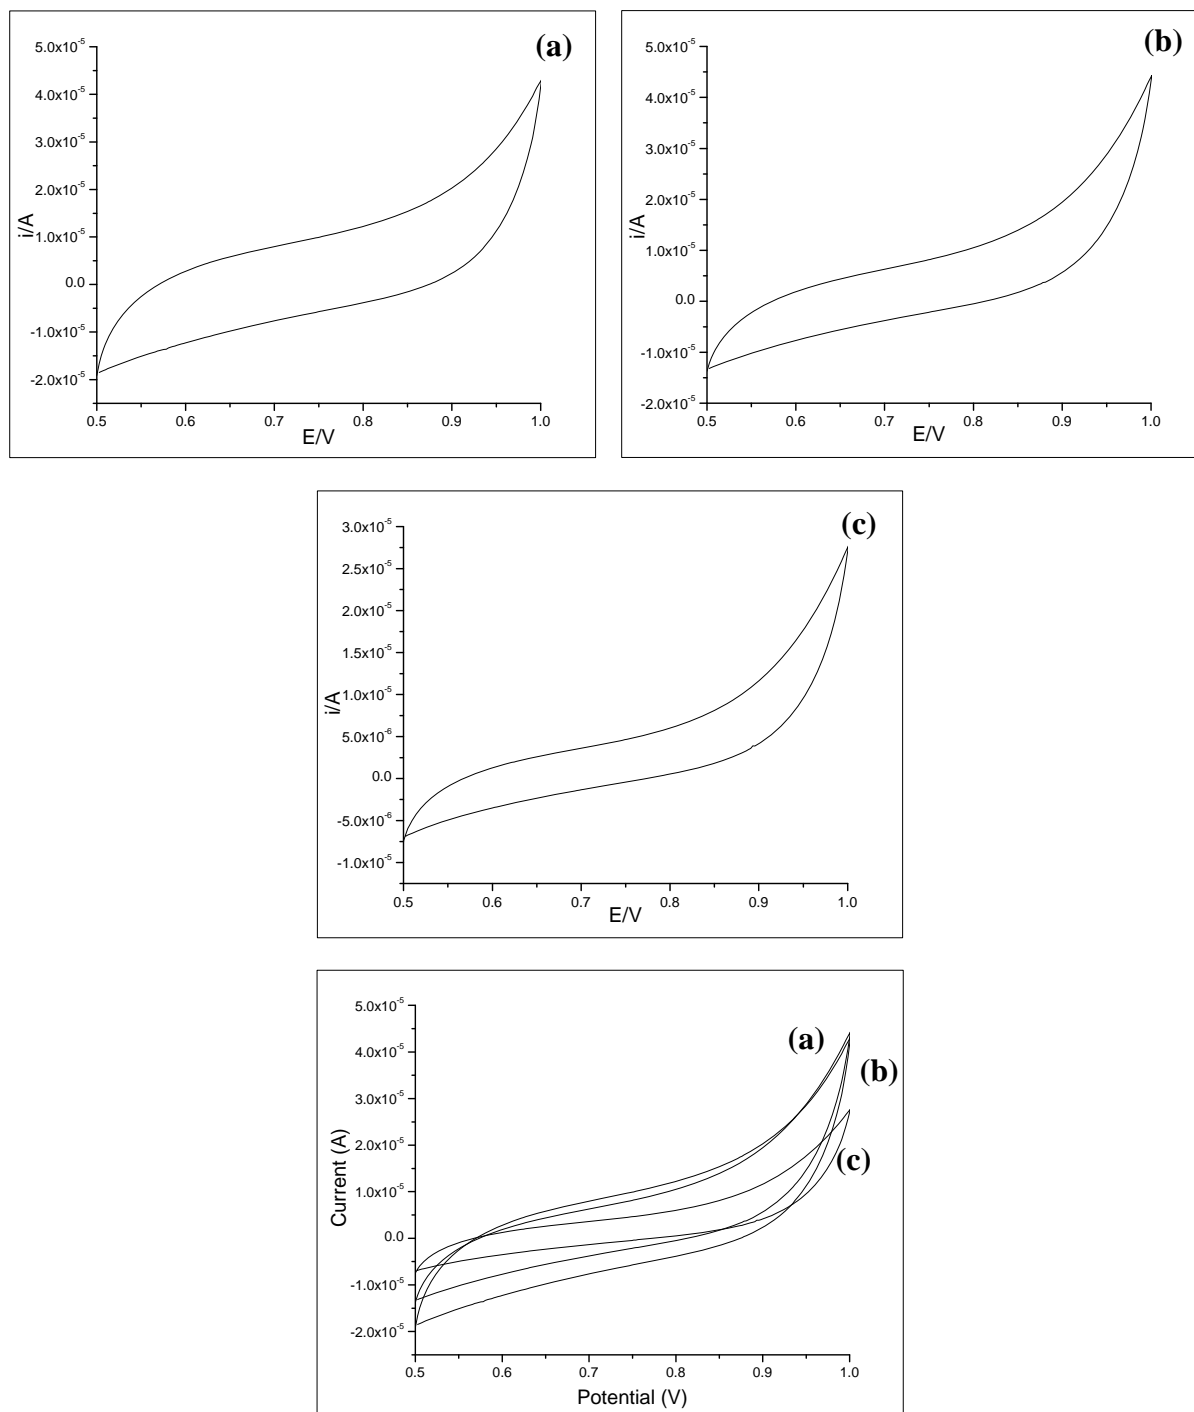 (a)
5.0x10⁻⁵
4.0x10⁻⁵
3.0x10⁻⁵
2.0x10⁻⁵
1.0x10⁻⁵
0.0
-1.0x10⁻⁵
-2.0x10⁻⁵
i/A
0.5 0.6 0.7 0.8 0.9 1.0
E/V
(b)
5.0x10⁻⁵
4.0x10⁻⁵
3.0x10⁻⁵
2.0x10⁻⁵
1.0x10⁻⁵
0.0
-1.0x10⁻⁵
-2.0x10⁻⁵
i/A
0.5 0.6 0.7 0.8 0.9 1.0
E/V
(c)
3.0x10⁻⁵
2.5x10⁻⁵
2.0x10⁻⁵
1.5x10⁻⁵
1.0x10⁻⁵
5.0x10⁻⁶
0.0
-5.0x10⁻⁶
-1.0x10⁻⁵
i/A
0.5 0.6 0.7 0.8 0.9 1.0
E/V
5.0x10⁻⁵
4.0x10⁻⁵
3.0x10⁻⁵
2.0x10⁻⁵
1.0x10⁻⁵
0.0
-1.0x10⁻⁵
-2.0x10⁻⁵
Current (A)
(a)
(b)
(c)
0.5 0.6 0.7 0.8 0.9 1.0
Potential (V)